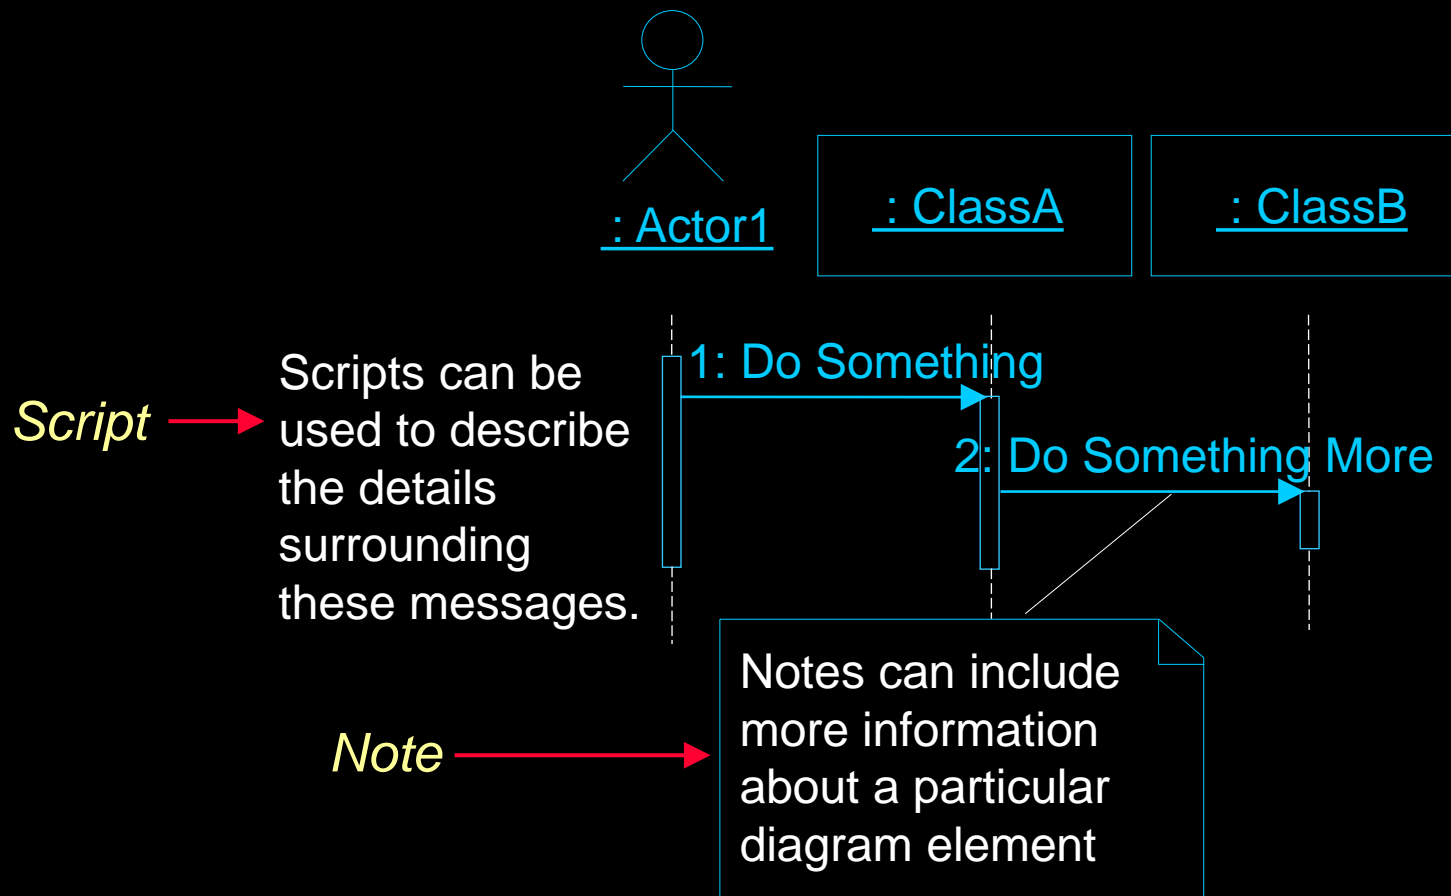 : Actor1
: ClassA
: ClassB
1: Do Something
2: Do Something More
Script
Scripts can be
used to describe
the details
surrounding
these messages.
Note
Notes can include
more information
about a particular
diagram element